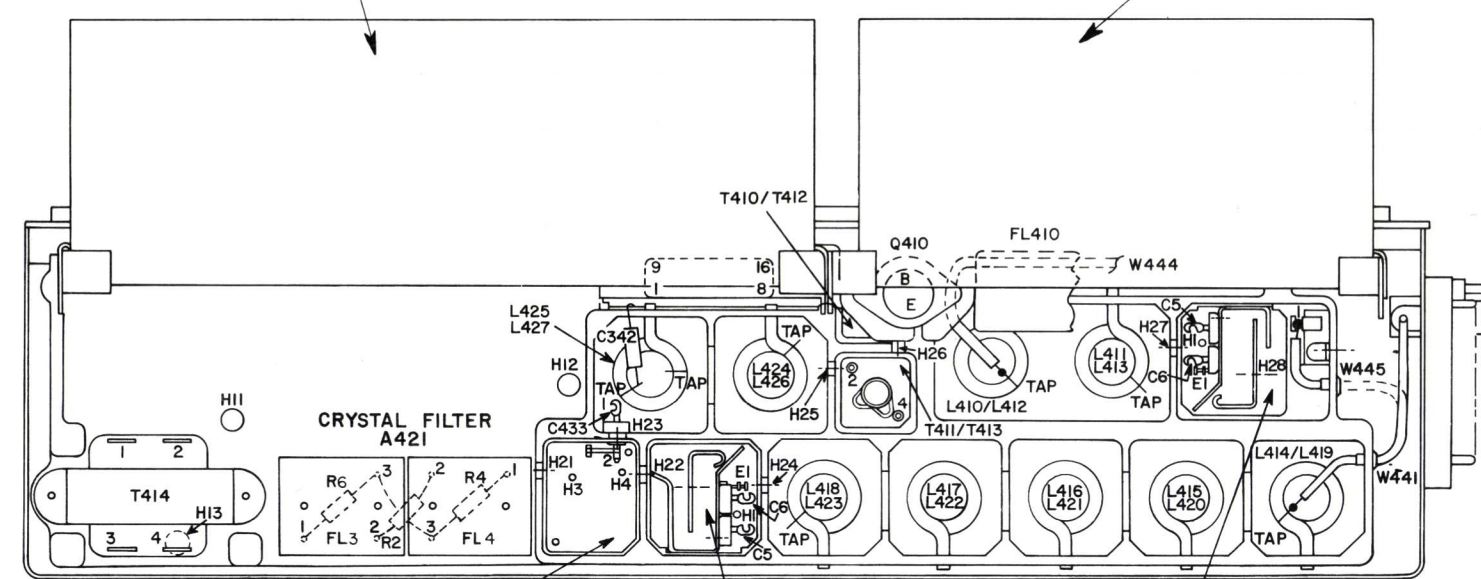 T410/T412
Q410
FL410
W444
B
E
9 16
1 8
L425
L427
C342
TAP
TAP
TAP
L424
L426
H12
H11
H25
H26
2
4
T411/T413
L410/L412
TAP
L411
L413
TAP
H27
C5
H1
C6
E1
H28
W445
CRYSTAL FILTER
A421
C433
1
H23
2
1 2
T414
3 4
H13
R6
3
1
2
FL3
R2
2
R4
1
3
FL4
H21
H3
H4
H22
E1
H1
C6
C5
H24
L418
L423
TAP
L417
L422
L416
L421
L415
L420
TAP
L414/L419
TAP
W441